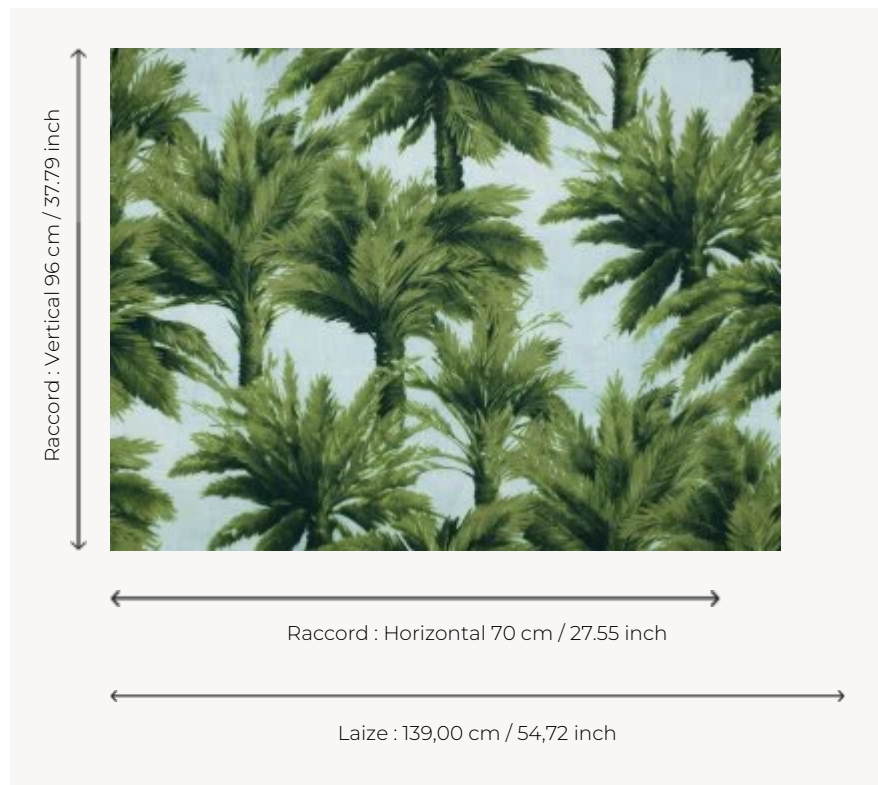 Raccord : Vertical 96 cm / 37.79 inch
Raccord : Horizontal 70 cm / 27.55 inch
Laize : 139,00 cm / 54,72 inch